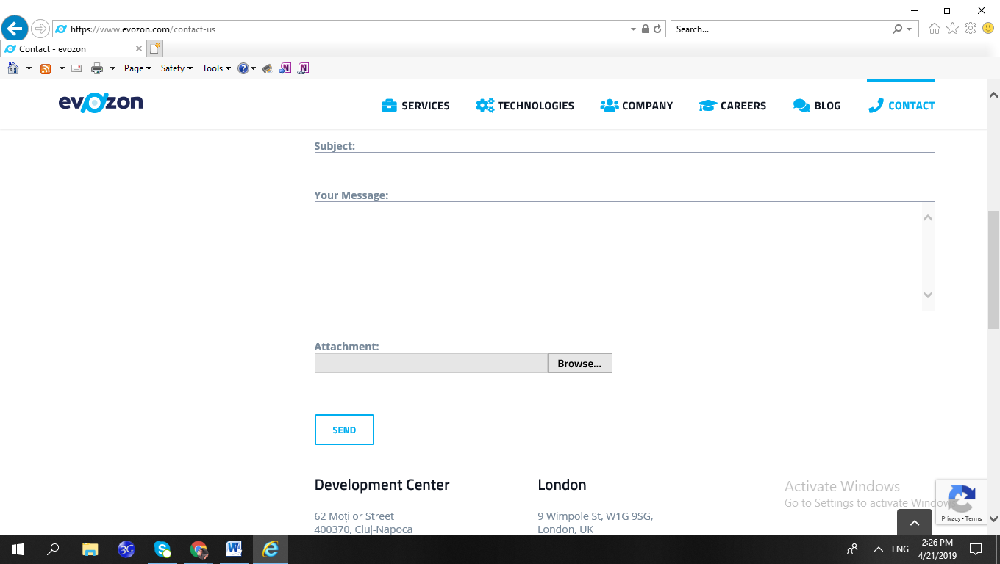 https://www.evozon.com/contact-us
Search...
Contact - evozon
Page
Safety
Tools
evozon
SERVICES
TECHNOLOGIES
COMPANY
CAREERS
BLOG
CONTACT
Subject:
Your Message:
Attachment:
Browse...
SEND
Development Center
London
62 Moților Street
400370, Cluj-Napoca
9 Wimpole St, W1G 9SG,
London, UK
Activate Windows
Go to Settings to activate Windows.
Privacy - Terms
3G
ENG
2:26 PM
4/21/2019